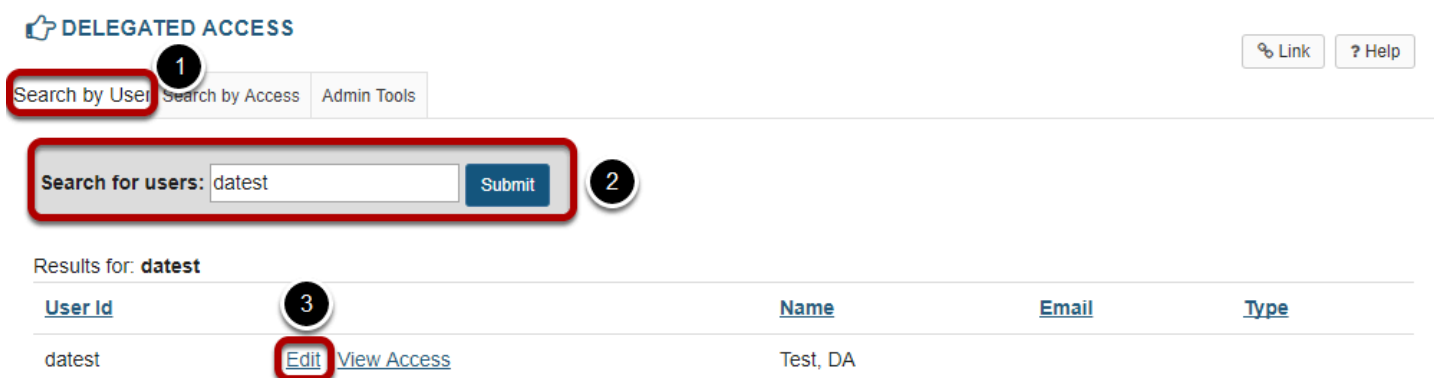 DELEGATED ACCESS
Link ? Help
1
Search by User Search by Access Admin Tools
Search for users: datest Submit 2
Results for: datest
3
User Id Name Email Type
datest Edit View Access Test, DA